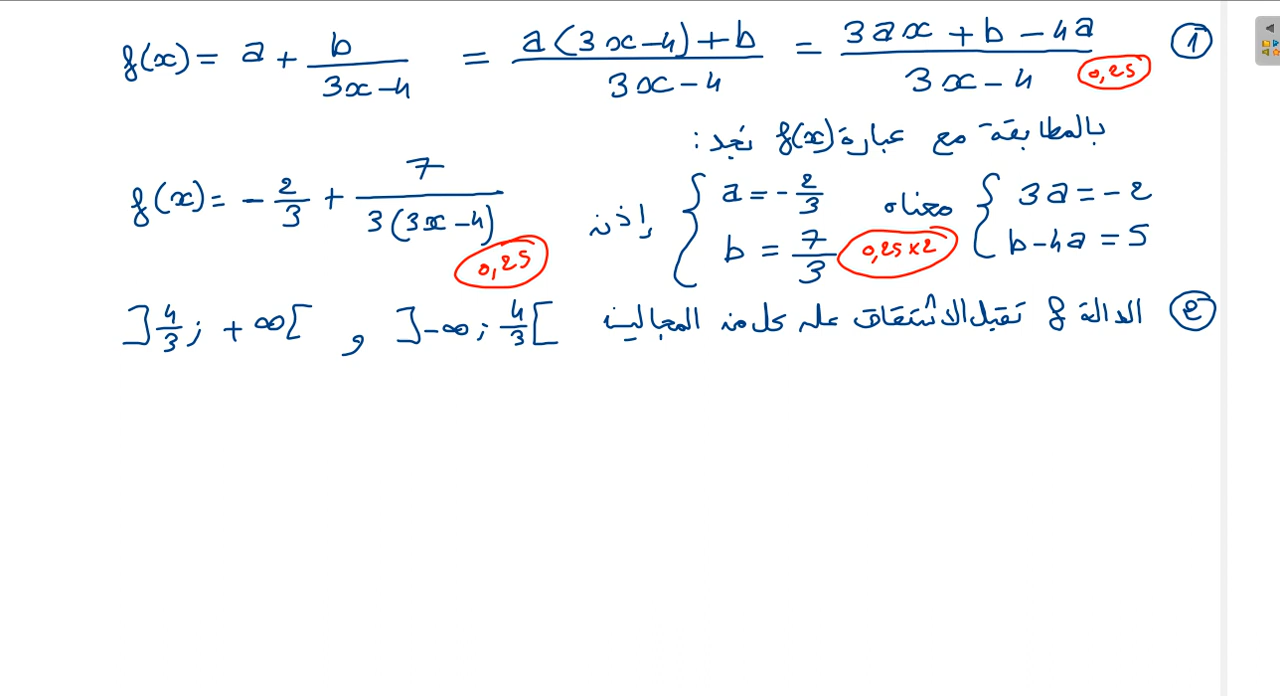 ① f(x) = a + b/(3x-4) = (a(3x-4)+b)/(3x-4) = (3ax+b-4a)/(3x-4) 0,25
بالمطابقة مع عبارة f(x) نجد :
{ 3a = -2 ; b-4a = 5 معناه { a = -2/3 ; b = 7/3 0,25×2 إذن f(x) = -2/3 + 7/(3(3x-4)) 0,25
② الدالة f تقبل الاشتقاق على كل من المجالين ]-∞; 4/3[ و ]4/3; +∞[